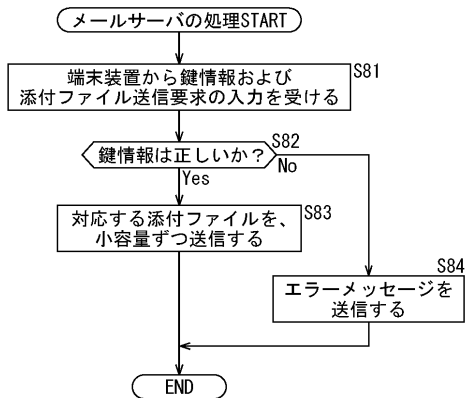 メールサーバの処理START
端末装置から鍵情報および
添付ファイル送信要求の入力を受ける
S81
鍵情報は正しいか？
S82
Yes
No
対応する添付ファイルを、
小容量ずつ送信する
S83
エラーメッセージを
送信する
S84
END